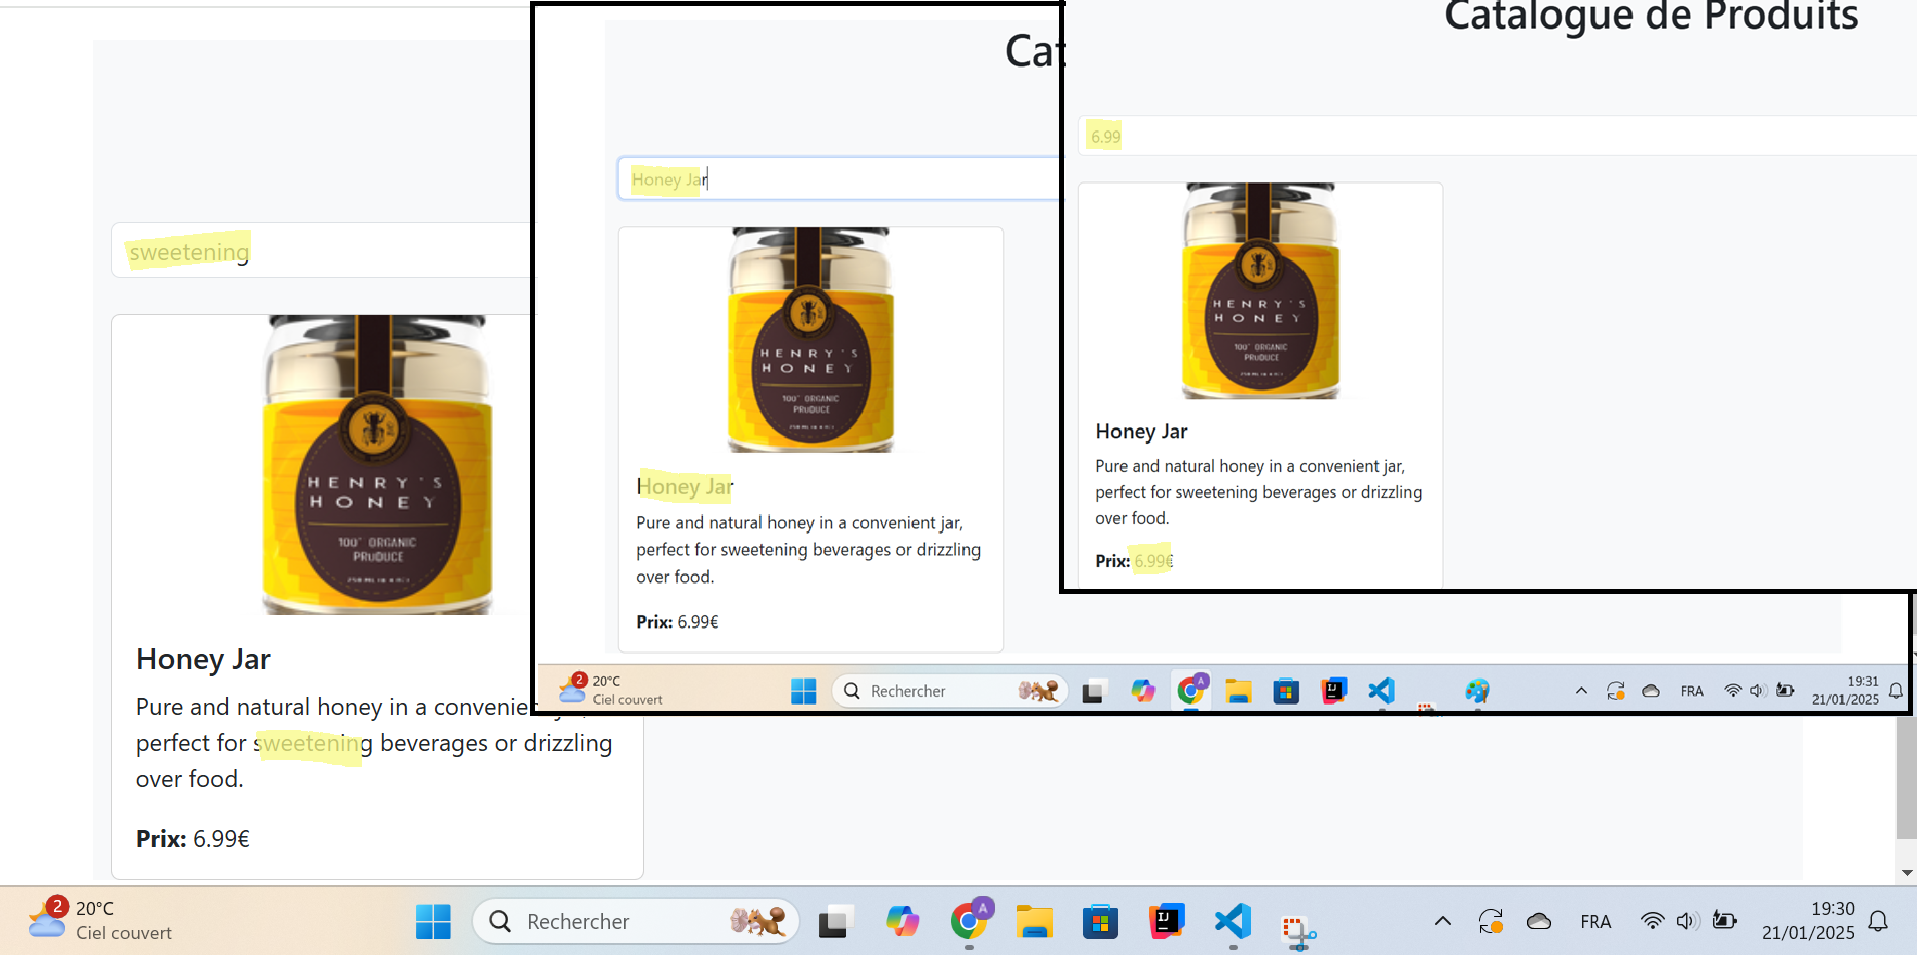 sweetening
HENRY'S
HONEY
100% ORGANIC
PRODUCE
Honey Jar
Pure and natural honey in a convenie
perfect for sweetening beverages or drizzling
over food.
Prix: 6.99€
Cat
Honey Jar
HENRY'S
HONEY
100% ORGANIC
PRODUCE
Honey Jar
Pure and natural honey in a convenient jar,
perfect for sweetening beverages or drizzling
over food.
Prix: 6.99€
2
20°C
Ciel couvert
Rechercher
A
IJ
FRA
19:31
21/01/2025
Catalogue de Produits
6.99
HENRY'S
HONEY
100% ORGANIC
PRODUCE
Honey Jar
Pure and natural honey in a convenient jar,
perfect for sweetening beverages or drizzling
over food.
Prix: 6.99€
2
20°C
Ciel couvert
Rechercher
A
IJ
FRA
19:30
21/01/2025